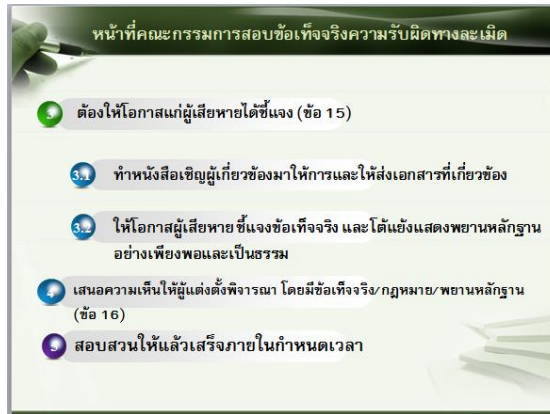 หน้าที่คณะกรรมการสอบข้อเท็จจริงความรับผิดทางละเมิด
3 ต้องให้โอกาสแก่ผู้เสียหายได้ชี้แจง (ข้อ 15)
3.1 ทำหนังสือเชิญผู้เกี่ยวข้องมาให้การและให้ส่งเอกสารที่เกี่ยวข้อง
3.2 ให้โอกาสผู้เสียหาย ชี้แจงข้อเท็จจริง และโต้แย้งแสดงพยานหลักฐาน
อย่างเพียงพอและเป็นธรรม
4 เสนอความเห็นให้ผู้แต่งตั้งพิจารณา โดยมีข้อเท็จจริง/กฎหมาย/พยานหลักฐาน
(ข้อ 16)
5 สอบสวนให้แล้วเสร็จภายในกำหนดเวลา